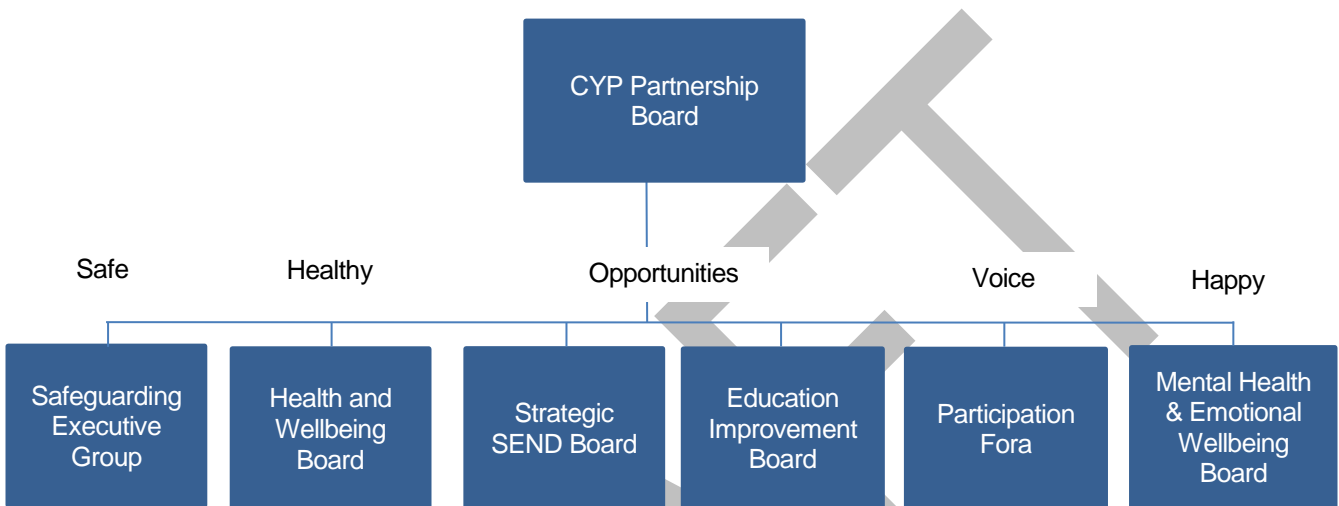 CYP Partnership
Board
Safe
Healthy
Opportunities
Voice
Happy
Safeguarding
Executive
Group
Health and
Wellbeing
Board
Strategic
SEND Board
Education
Improvement
Board
Participation
Fora
Mental Health
& Emotional
Wellbeing
Board